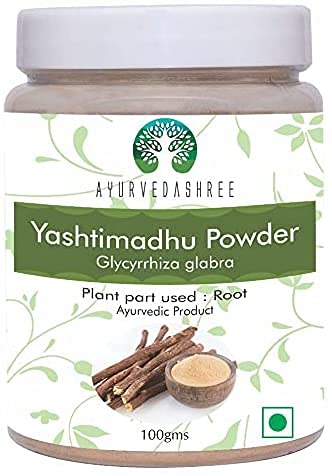 AYURVEDASHREE
Yashtimadhu Powder
Glycyrrhiza glabra
Plant part used : Root
Ayurvedic Product
100gms